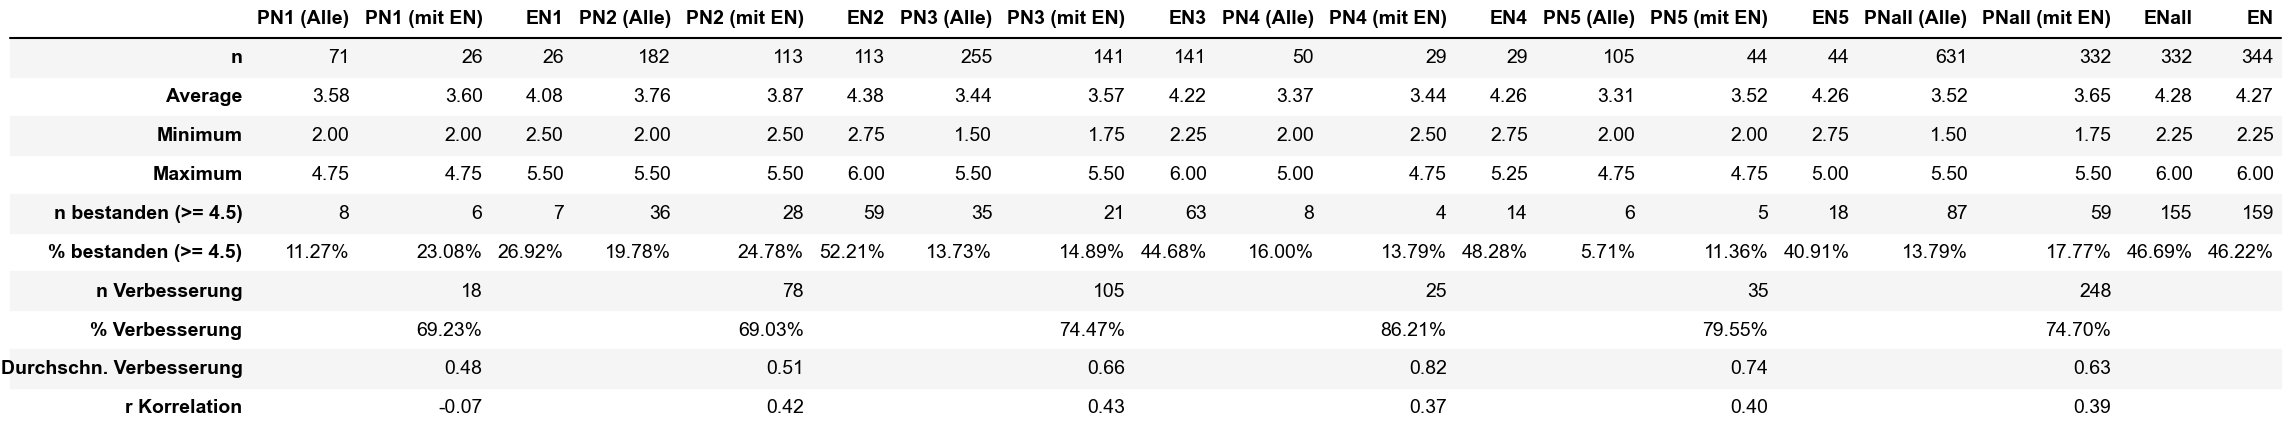 PN1 (Alle) PN1 (mit EN) EN1 PN2 (Alle) PN2 (mit EN) EN2 PN3 (Alle) PN3 (mit EN) EN3 PN4 (Alle) PN4 (mit EN) EN4 PN5 (Alle) PN5 (mit EN) EN5 PNall (Alle) PNall (mit EN) ENall EN
n 71 26 26 182 113 113 255 141 141 50 29 29 105 44 44 631 332 332 344
Average 3.58 3.60 4.08 3.76 3.87 4.38 3.44 3.57 4.22 3.37 3.44 4.26 3.31 3.52 4.26 3.52 3.65 4.28 4.27
Minimum 2.00 2.00 2.50 2.00 2.50 2.75 1.50 1.75 2.25 2.00 2.50 2.75 2.00 2.00 2.75 1.50 1.75 2.25 2.25
Maximum 4.75 4.75 5.50 5.50 5.50 6.00 5.50 5.50 6.00 5.00 4.75 5.25 4.75 4.75 5.00 5.50 5.50 6.00 6.00
n bestanden (>= 4.5) 8 6 7 36 28 59 35 21 63 8 4 14 6 5 18 87 59 155 159
% bestanden (>= 4.5) 11.27% 23.08% 26.92% 19.78% 24.78% 52.21% 13.73% 14.89% 44.68% 16.00% 13.79% 48.28% 5.71% 11.36% 40.91% 13.79% 17.77% 46.69% 46.22%
n Verbesserung 18 78 105 25 35 248
% Verbesserung 69.23% 69.03% 74.47% 86.21% 79.55% 74.70%
Durchschn. Verbesserung 0.48 0.51 0.66 0.82 0.74 0.63
r Korrelation -0.07 0.42 0.43 0.37 0.40 0.39